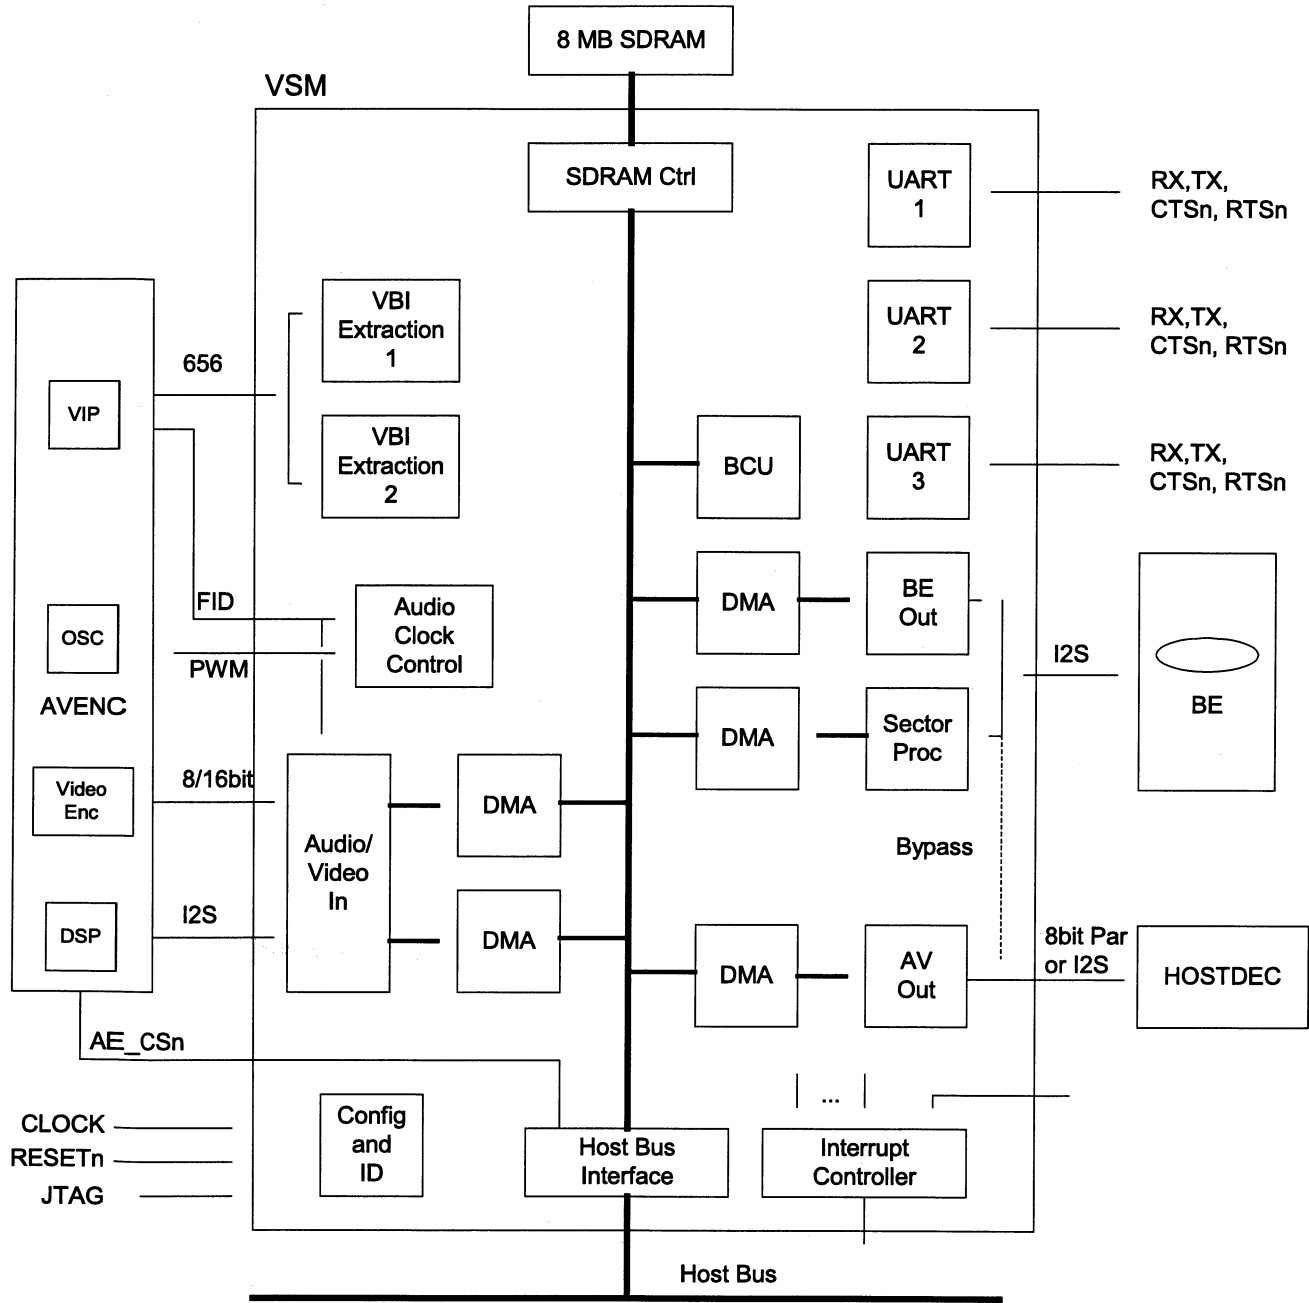 8 MB SDRAM
VSM
SDRAM Ctrl
UART
1
RX,TX,
CTSn, RTSn
VBI
Extraction
1
UART
2
RX,TX,
CTSn, RTSn
656
VIP
VBI
Extraction
2
BCU
UART
3
RX,TX,
CTSn, RTSn
FID
OSC
PWM
AVENC
Audio
Clock
Control
DMA
BE
Out
I2S
BE
DMA
Sector
Proc
8/16bit
Video
Enc
Audio/
Video
In
DMA
Bypass
I2S
DSP
DMA
DMA
AV
Out
8bit Par
or I2S
HOSTDEC
AE_CSn
...
CLOCK
RESETn
JTAG
Config
and
ID
Host Bus
Interface
Interrupt
Controller
Host Bus